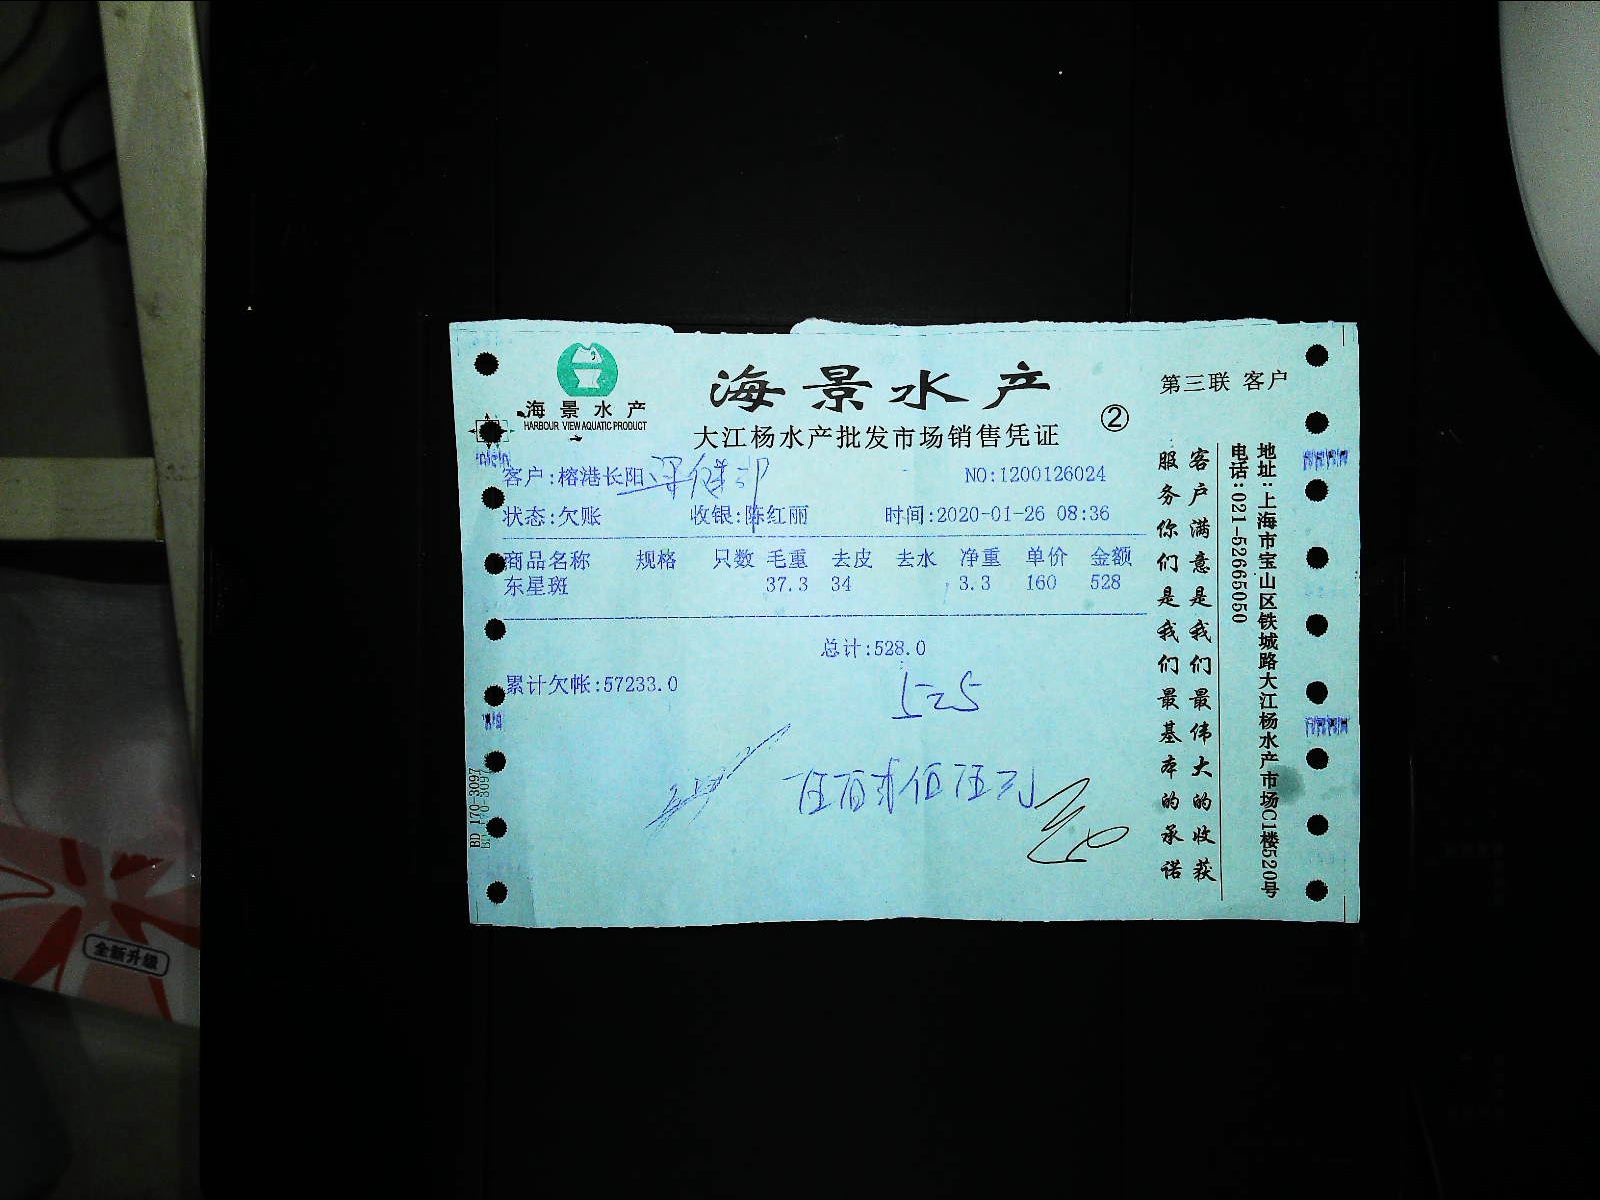 海景水产
HARBOUR VIEW AQUATIC PRODUCT
海景水产
大江杨水产批发市场销售凭证
②
第三联 客户
客户:榕港长阳
NO:1200126024
状态:欠账 收银:陈红丽 时间:2020-01-26 08:36
商品名称 规格 只数 毛重 去皮 去水 净重 单价 金额
东星斑 37.3 34 3.3 160 528
总计:528.0
累计欠帐:57233.0
525
伍百贰佰伍元
客户满意是我们最伟大的收获
服务你们是我们最基本的承诺
地址:上海市宝山区铁城路大江杨水产市场C1楼520号
电话:021-52665050
BD 170-3097
全新升级